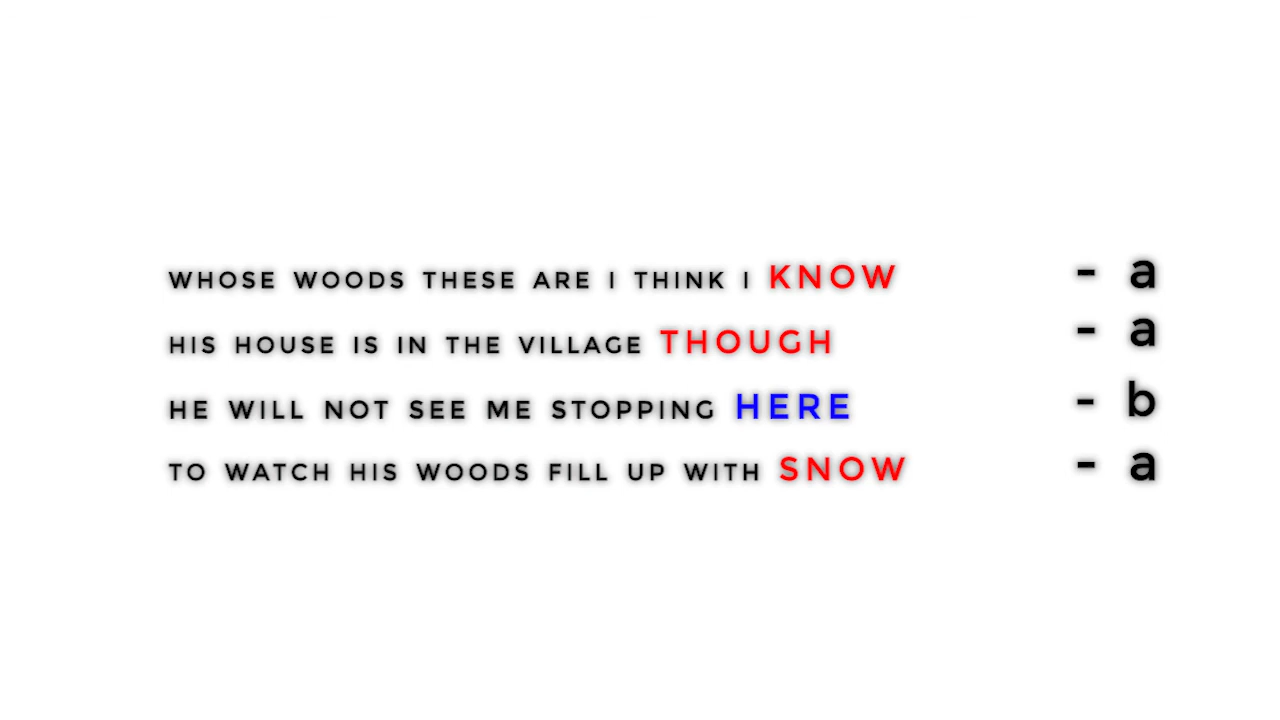 WHOSE WOODS THESE ARE I THINK I KNOW - a
HIS HOUSE IS IN THE VILLAGE THOUGH - a
HE WILL NOT SEE ME STOPPING HERE - b
TO WATCH HIS WOODS FILL UP WITH SNOW - a